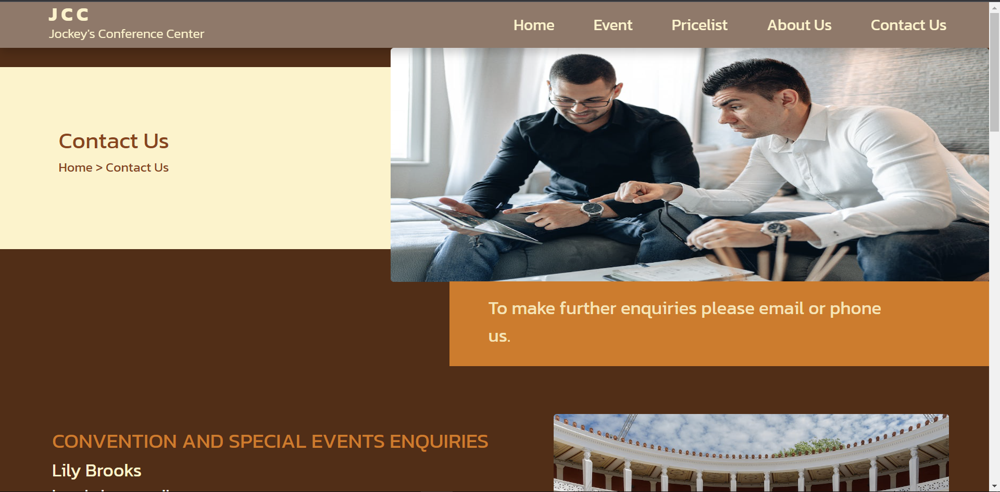 JCC
Jockey's Conference Center
Home Event Pricelist About Us Contact Us
Contact Us
Home > Contact Us
To make further enquiries please email or phone
us.
CONVENTION AND SPECIAL EVENTS ENQUIRIES
Lily Brooks